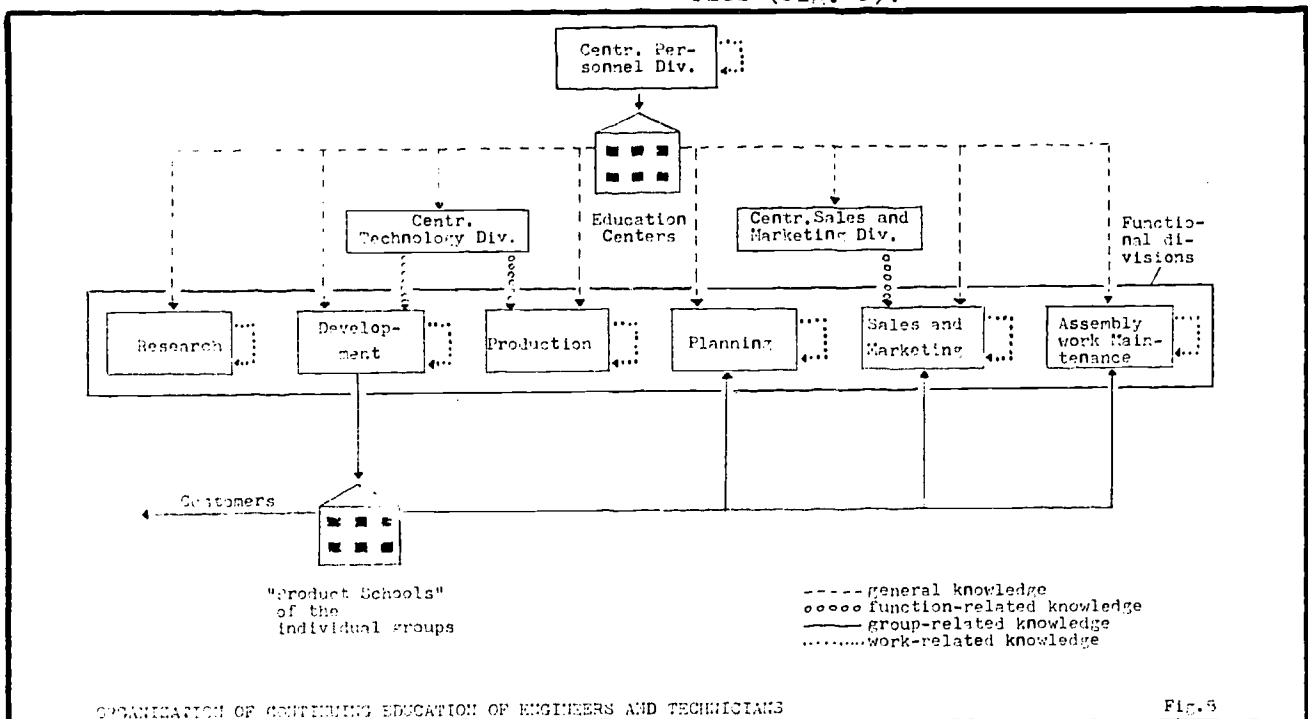 Centr. Per-
sonnel Div.
Education
Centers
Centr.
Technology Div.
Centr.Sales and
Marketing Div.
Functio-
nal di-
visions
Research
Develop-
ment
Production
Planning
Sales and
Marketing
Assembly
work Main-
tenance
Customers
"Product Schools"
of the
individual groups
general knowledge
function-related knowledge
group-related knowledge
work-related knowledge
ORGANIZATION OF CONTINUING EDUCATION OF ENGINEERS AND TECHNICIANS
Fig.5